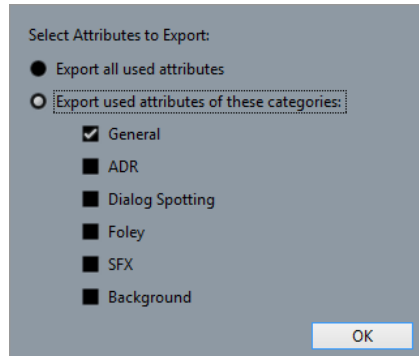 Select Attributes to Export:
Export all used attributes
Export used attributes of these categories:
General
ADR
Dialog Spotting
Foley
SFX
Background
OK